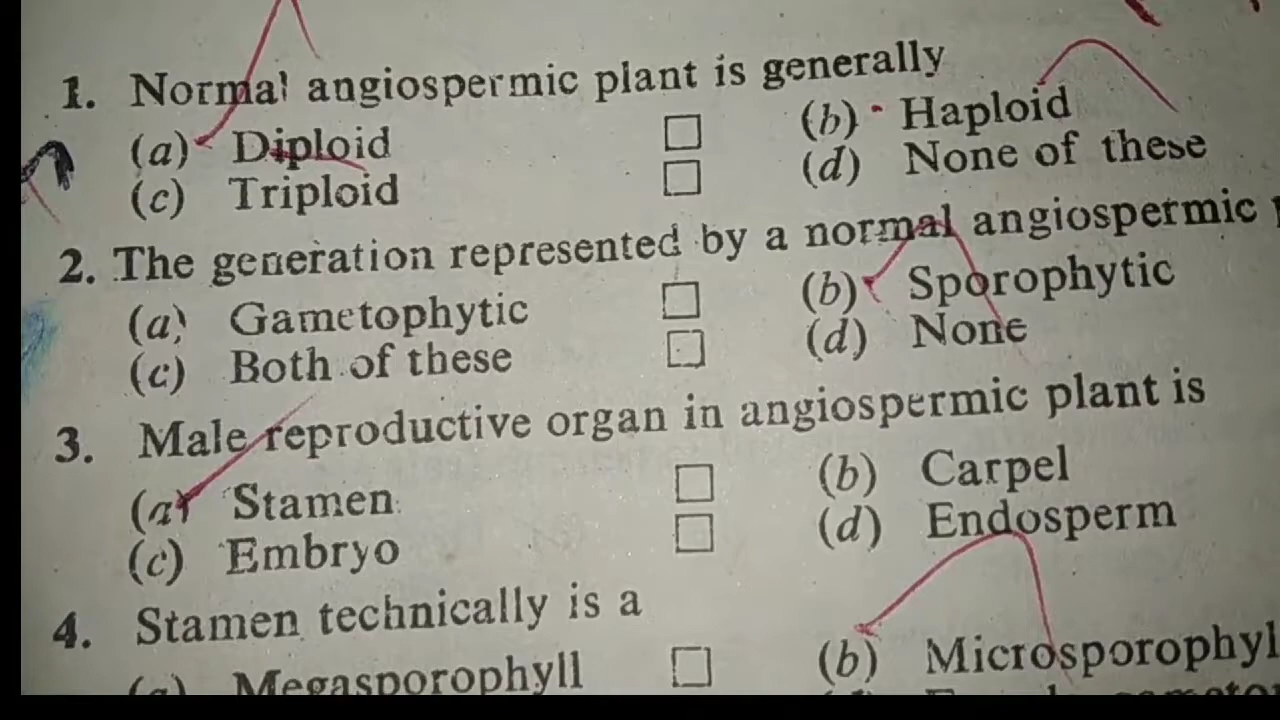 1. Normal angiospermic plant is generally
(a) Diploid (b) Haploid
(c) Triploid (d) None of these
2. The generation represented by a normal angiospermic
(a) Gametophytic (b) Sporophytic
(c) Both of these (d) None
3. Male reproductive organ in angiospermic plant is
(a) Stamen (b) Carpel
(c) Embryo (d) Endosperm
4. Stamen technically is a
(a) Megasporophyll (b) Microsporophyl